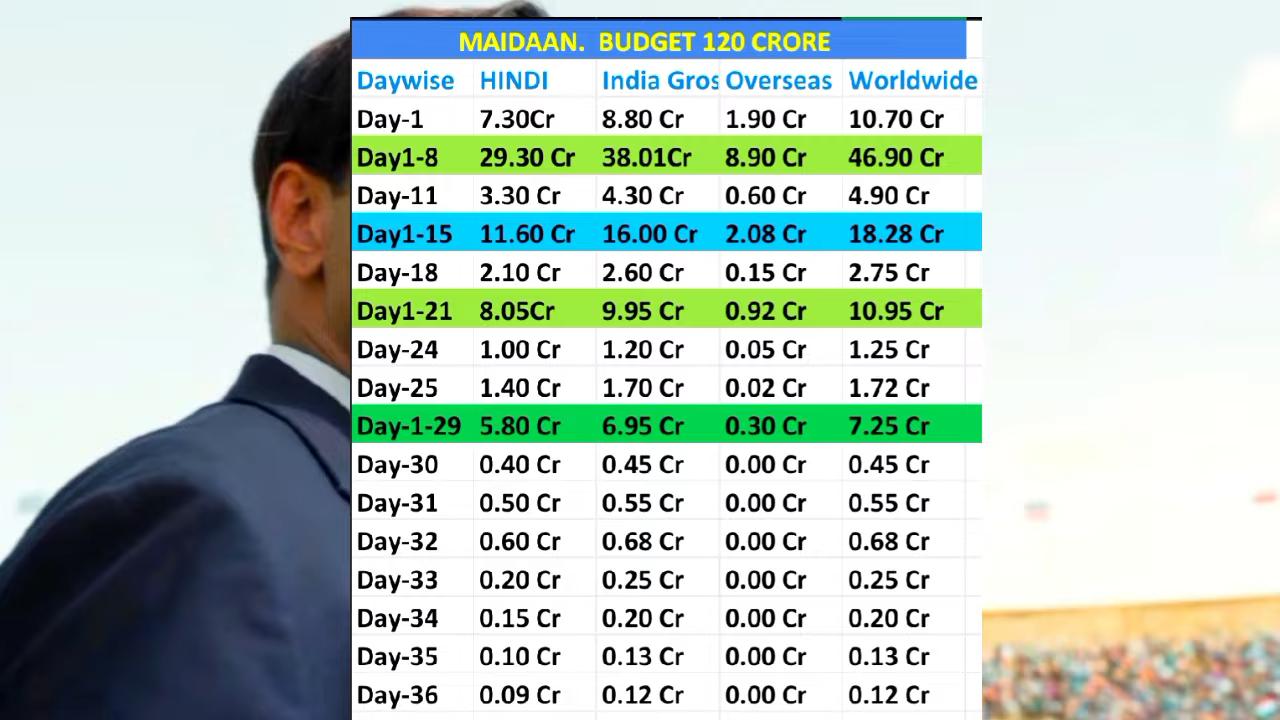 MAIDAAN. BUDGET 120 CRORE
Daywise HINDI India Gros Overseas Worldwide
Day-1 7.30Cr 8.80 Cr 1.90 Cr 10.70 Cr
Day1-8 29.30 Cr 38.01Cr 8.90 Cr 46.90 Cr
Day-11 3.30 Cr 4.30 Cr 0.60 Cr 4.90 Cr
Day1-15 11.60 Cr 16.00 Cr 2.08 Cr 18.28 Cr
Day-18 2.10 Cr 2.60 Cr 0.15 Cr 2.75 Cr
Day1-21 8.05Cr 9.95 Cr 0.92 Cr 10.95 Cr
Day-24 1.00 Cr 1.20 Cr 0.05 Cr 1.25 Cr
Day-25 1.40 Cr 1.70 Cr 0.02 Cr 1.72 Cr
Day-1-29 5.80 Cr 6.95 Cr 0.30 Cr 7.25 Cr
Day-30 0.40 Cr 0.45 Cr 0.00 Cr 0.45 Cr
Day-31 0.50 Cr 0.55 Cr 0.00 Cr 0.55 Cr
Day-32 0.60 Cr 0.68 Cr 0.00 Cr 0.68 Cr
Day-33 0.20 Cr 0.25 Cr 0.00 Cr 0.25 Cr
Day-34 0.15 Cr 0.20 Cr 0.00 Cr 0.20 Cr
Day-35 0.10 Cr 0.13 Cr 0.00 Cr 0.13 Cr
Day-36 0.09 Cr 0.12 Cr 0.00 Cr 0.12 Cr